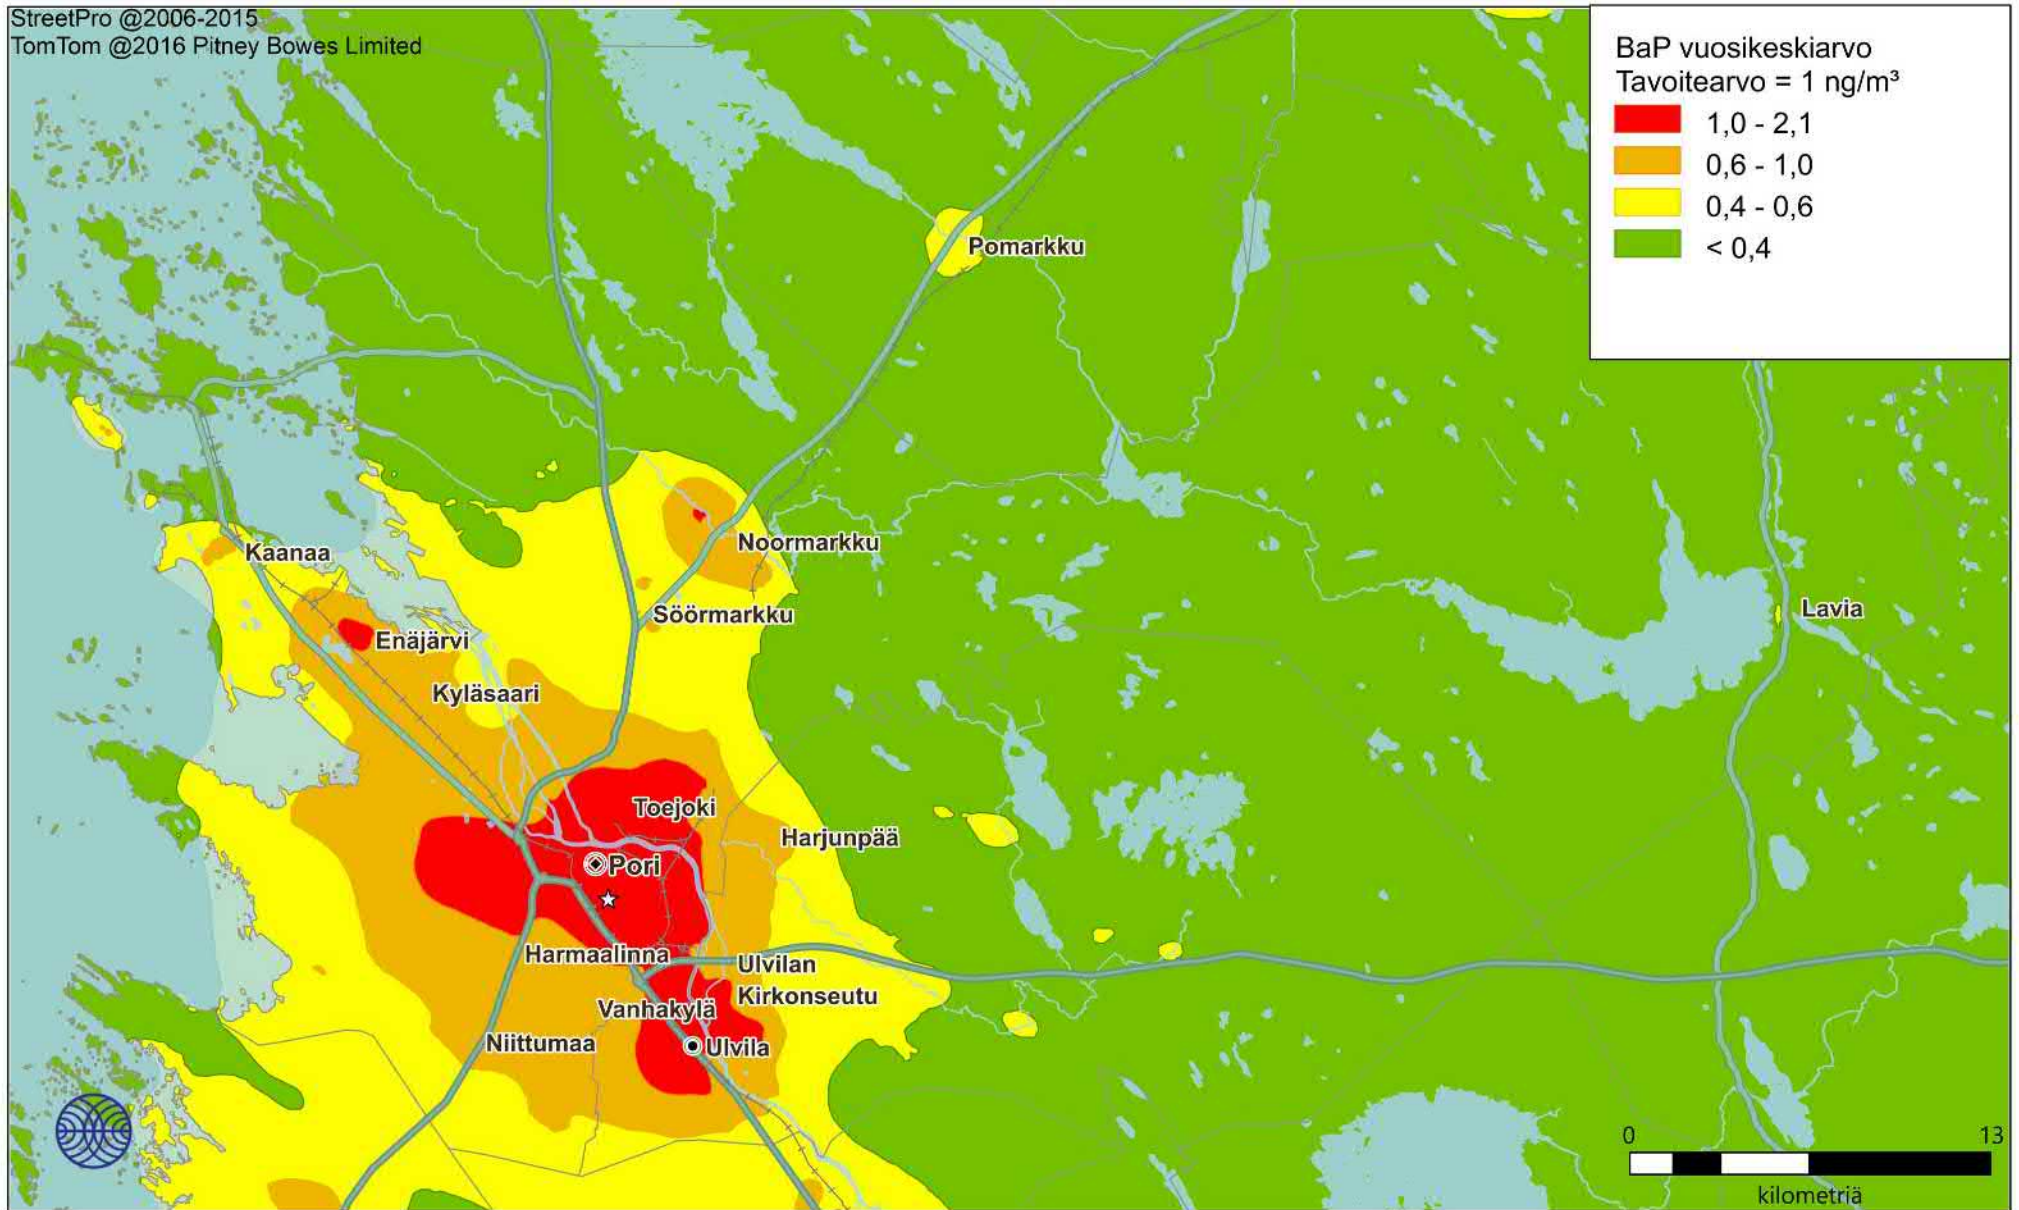 StreetPro @2006-2015
TomTom @2016 Pitney Bowes Limited
BaP vuosikeskiarvo
Tavoitearvo = 1 ng/m³
1,0 - 2,1
0,6 - 1,0
0,4 - 0,6
< 0,4
Pomarkku
Noormarkku
Kaanaa
Söörmarkku
Lavia
Enäjärvi
Kyläsaari
Toejoki
Harjunpää
Pori
Harmaalinna
Ulvilan
Kirkonseutu
Vanhakylä
Niittumaa
Ulvila
0 13
kilometriä